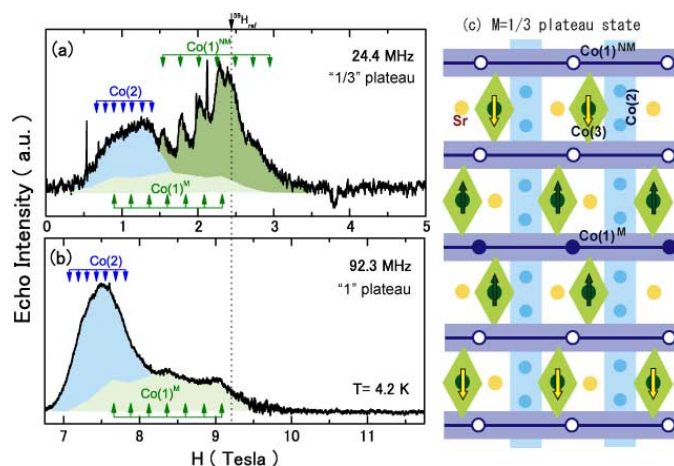 ⁵⁹H_ref
(a)
Co(1)^NM
24.4 MHz
"1/3" plateau
Co(2)
Co(1)^M
0 1 2 3 4 5
(b)
Co(2)
92.3 MHz
"1" plateau
Co(1)^M
T= 4.2 K
7 8 9 10 11
Echo Intensity ( a.u. )
H ( Tesla )
(c) M=1/3 plateau state
Co(1)^NM
Co(2)
Sr
Co(3)
Co(1)^M